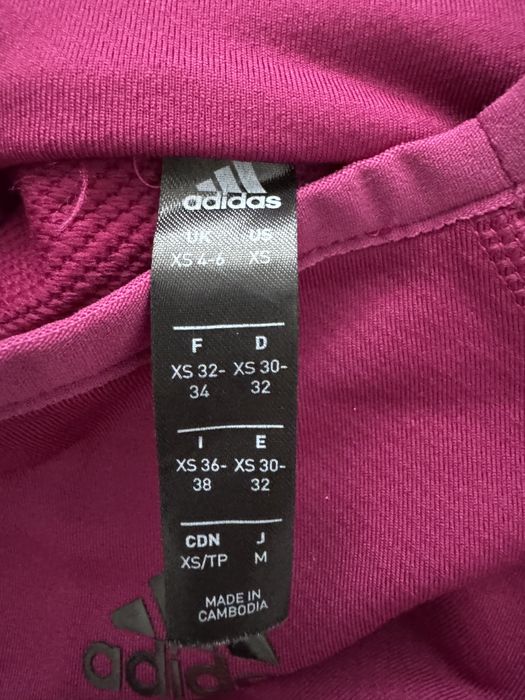 adidas
UK US
XS 4-6 XS
F D
XS 32- XS 30-
34 32
I E
XS 36- XS 30-
38 32
CDN J
XS/TP M
MADE IN
CAMBODIA
adidas